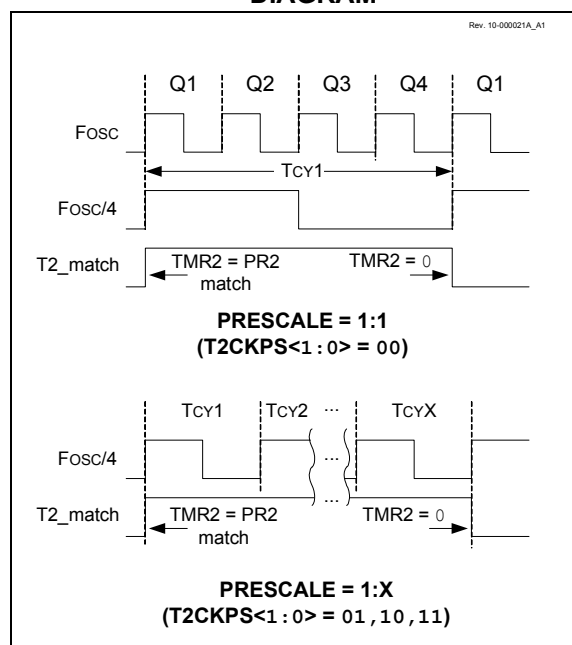 DIAGRAM
Rev. 10-000021A_A1
Q1 Q2 Q3 Q4 Q1
FOSC
TCY1
FOSC/4
T2_match
TMR2 = PR2 TMR2 = 0
match
PRESCALE = 1:1
(T2CKPS<1:0> = 00)
TCY1 TCY2 ... TCYX
FOSC/4
...
...
T2_match
TMR2 = PR2 TMR2 = 0
match
PRESCALE = 1:X
(T2CKPS<1:0> = 01,10,11)